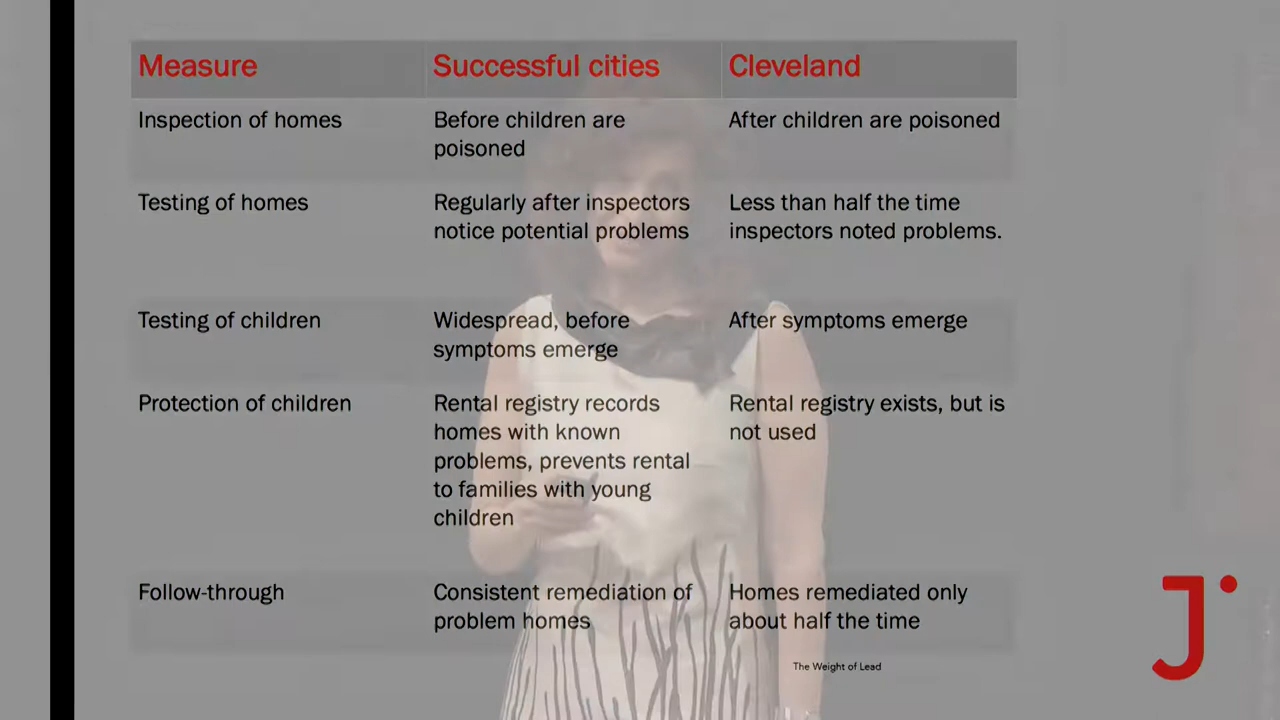 Measure
Successful cities
Cleveland
Inspection of homes
Before children are
poisoned
After children are poisoned
Testing of homes
Regularly after inspectors
notice potential problems
Less than half the time
inspectors noted problems.
Testing of children
Widespread, before
symptoms emerge
After symptoms emerge
Protection of children
Rental registry records
homes with known
problems, prevents rental
to families with young
children
Rental registry exists, but is
not used
Follow-through
Consistent remediation of
problem homes
Homes remediated only
about half the time
The Weight of Lead
J